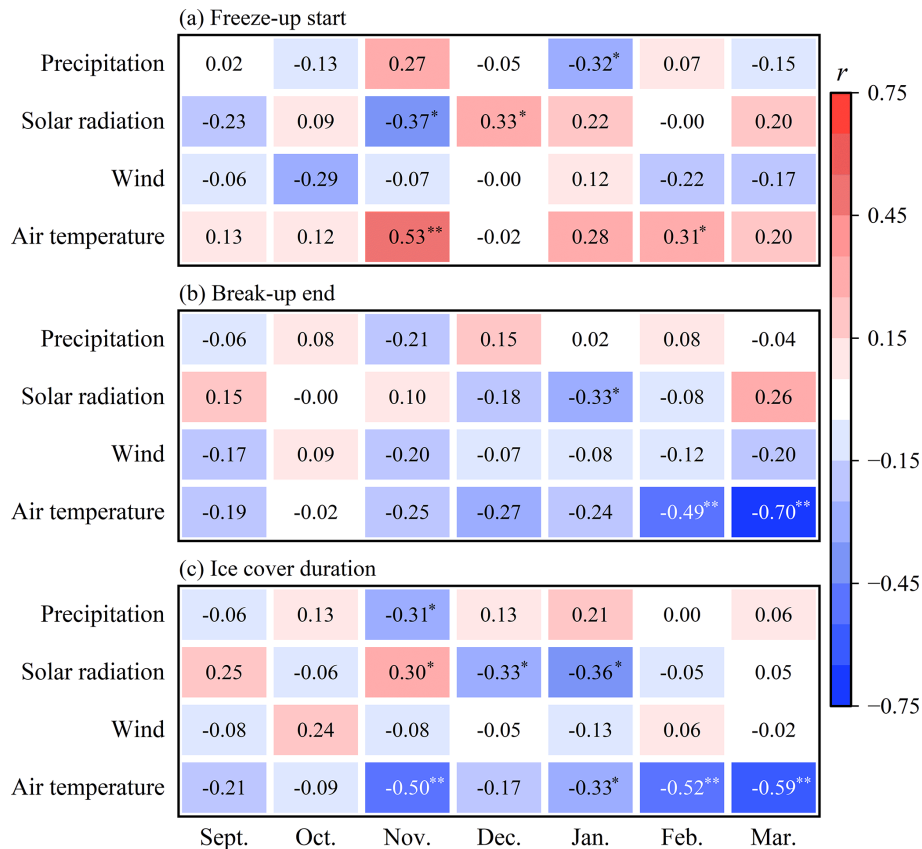 (a) Freeze-up start
Precipitation 0.02 -0.13 0.27 -0.05 -0.32* 0.07 -0.15
Solar radiation -0.23 0.09 -0.37* 0.33* 0.22 -0.00 0.20
Wind -0.06 -0.29 -0.07 -0.00 0.12 -0.22 -0.17
Air temperature 0.13 0.12 0.53** -0.02 0.28 0.31* 0.20
(b) Break-up end
Precipitation -0.06 0.08 -0.21 0.15 0.02 0.08 -0.04
Solar radiation 0.15 -0.00 0.10 -0.18 -0.33* -0.08 0.26
Wind -0.17 0.09 -0.20 -0.07 -0.08 -0.12 -0.20
Air temperature -0.19 -0.02 -0.25 -0.27 -0.24 -0.49** -0.70**
(c) Ice cover duration
Precipitation -0.06 0.13 -0.31* 0.13 0.21 0.00 0.06
Solar radiation 0.25 -0.06 0.30* -0.33* -0.36* -0.05 0.05
Wind -0.08 0.24 -0.08 -0.05 -0.13 0.06 -0.02
Air temperature -0.21 -0.09 -0.50** -0.17 -0.33* -0.52** -0.59**
Sept. Oct. Nov. Dec. Jan. Feb. Mar.
r
0.75
0.45
0.15
−0.15
−0.45
−0.75